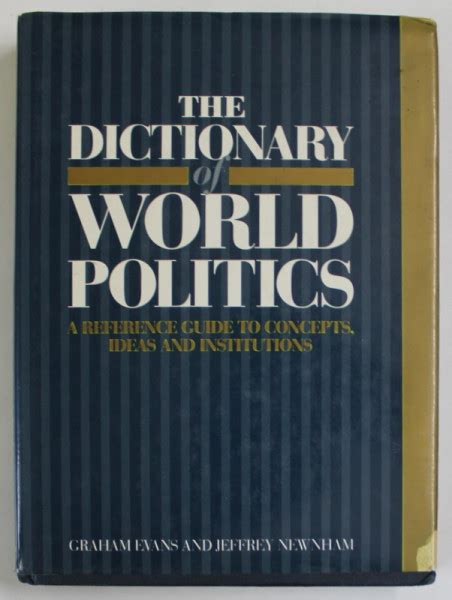 THE
DICTIONARY
of
WORLD
POLITICS
A REFERENCE GUIDE TO CONCEPTS,
IDEAS AND INSTITUTIONS
GRAHAM EVANS AND JEFFREY NEWNHAM